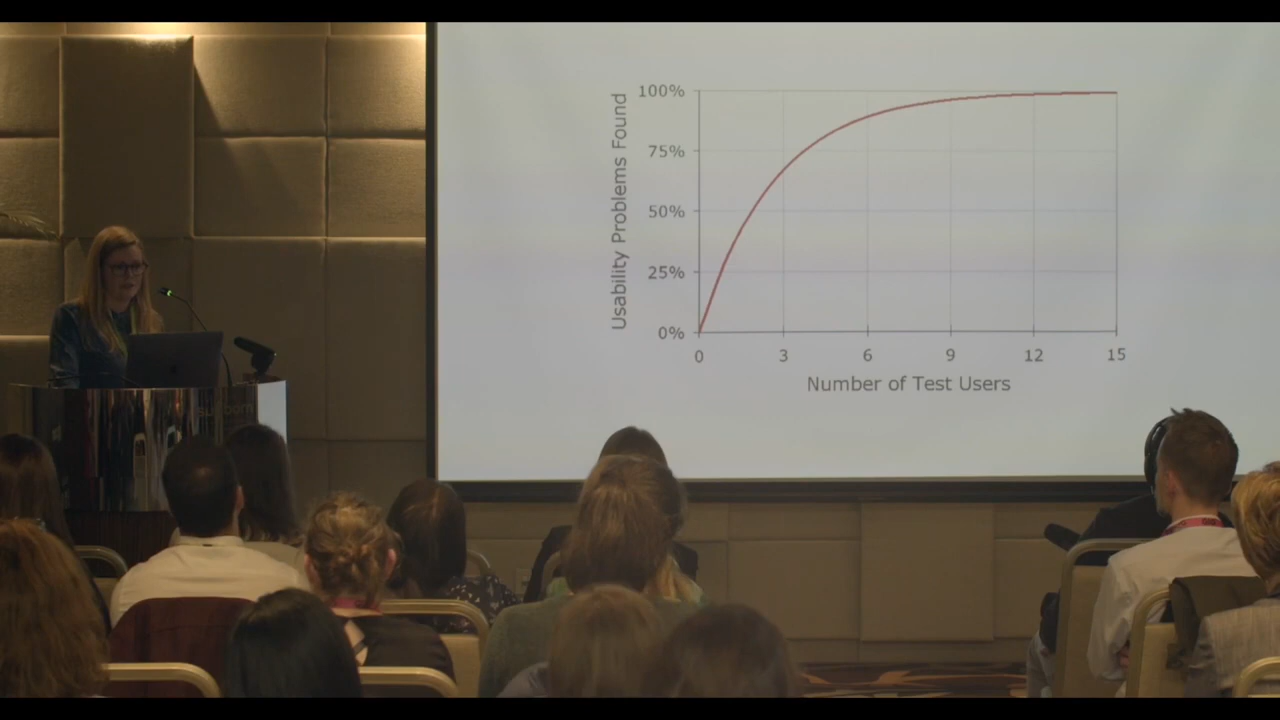 100%
75%
50%
25%
0%
Usability Problems Found
0 3 6 9 12 15
Number of Test Users